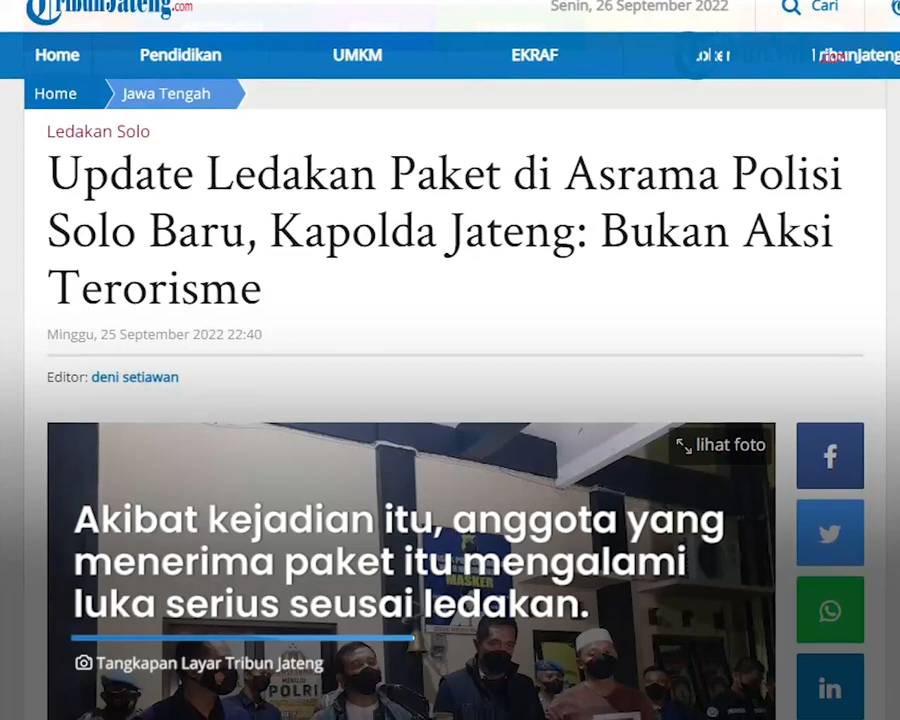 TribunJateng.com
Senin, 26 September 2022
Cari
Home Pendidikan UMKM EKRAF TribunJateng
Home Jawa Tengah
Ledakan Solo
Update Ledakan Paket di Asrama Polisi
Solo Baru, Kapolda Jateng: Bukan Aksi
Terorisme
Minggu, 25 September 2022 22:40
Editor: deni setiawan
lihat foto
Akibat kejadian itu, anggota yang
menerima paket itu mengalami
MASKER
luka serius seusai ledakan.
Tangkapan Layar Tribun Jateng
MENUJU
POLRI